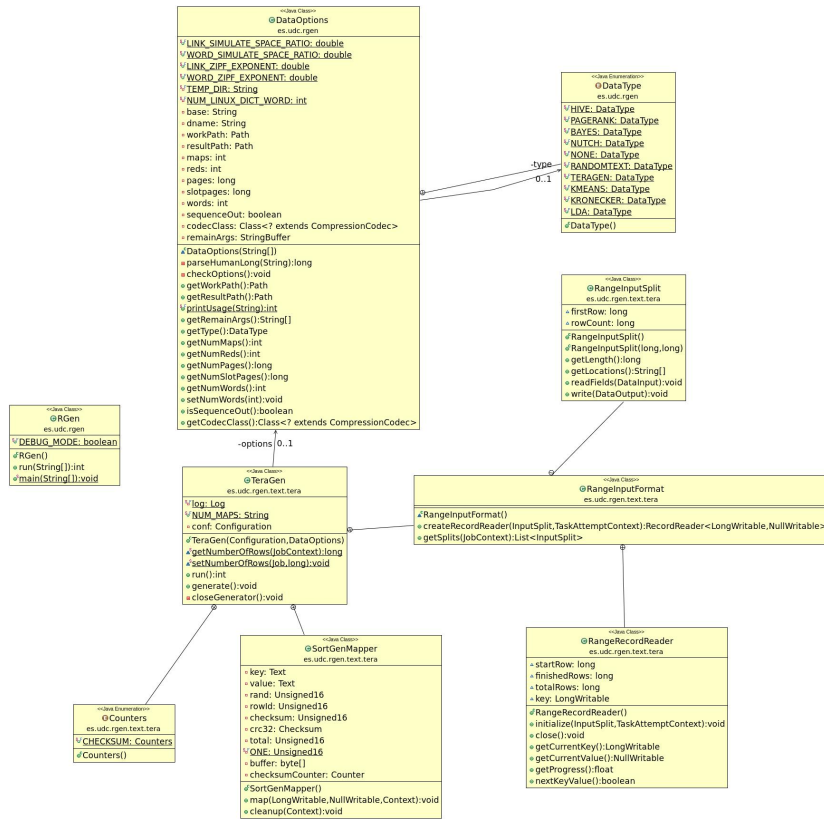 <<Java Class>>
DataOptions
es.udc.rgen
LINK_SIMULATE_SPACE_RATIO: double
WORD_SIMULATE_SPACE_RATIO: double
LINK_ZIPF_EXPONENT: double
WORD_ZIPF_EXPONENT: double
TEMP_DIR: String
NUM_LINUX_DICT_WORD: int
base: String
dname: String
workPath: Path
resultPath: Path
maps: int
reds: int
pages: long
slotpages: long
words: int
sequenceOut: boolean
codecClass: Class<? extends CompressionCodec>
remainArgs: StringBuffer
DataOptions(String[])
parseHumanLong(String):long
checkOptions():void
getWorkPath():Path
getResultPath():Path
printUsage(String):int
getRemainArgs():String[]
getType():DataType
getNumMaps():int
getNumReds():int
getNumPages():long
getNumSlotPages():long
getNumWords():int
setNumWords(int):void
isSequenceOut():boolean
getCodecClass():Class<? extends CompressionCodec>
-type
0..1
<<Java Enumeration>>
DataType
es.udc.rgen
HIVE: DataType
PAGERANK: DataType
BAYES: DataType
NUTCH: DataType
NONE: DataType
RANDOMTEXT: DataType
TERAGEN: DataType
KMEANS: DataType
KRONECKER: DataType
LDA: DataType
DataType()
<<Java Class>>
RangeInputSplit
es.udc.rgen.text.tera
firstRow: long
rowCount: long
RangeInputSplit()
RangeInputSplit(long,long)
getLength():long
getLocations():String[]
readFields(DataInput):void
write(DataOutput):void
<<Java Class>>
RGen
es.udc.rgen
DEBUG_MODE: boolean
RGen()
run(String[]):int
main(String[]):void
-options 0..1
<<Java Class>>
TeraGen
es.udc.rgen.text.tera
log: Log
NUM_MAPS: String
conf: Configuration
TeraGen(Configuration,DataOptions)
getNumberOfRows(JobContext):long
setNumberOfRows(Job,long):void
run():int
generate():void
closeGenerator():void
<<Java Class>>
RangeInputFormat
es.udc.rgen.text.tera
RangeInputFormat()
createRecordReader(InputSplit,TaskAttemptContext):RecordReader<LongWritable,NullWritable>
getSplits(JobContext):List<InputSplit>
<<Java Enumeration>>
Counters
es.udc.rgen.text.tera
CHECKSUM: Counters
Counters()
<<Java Class>>
SortGenMapper
es.udc.rgen.text.tera
key: Text
value: Text
rand: Unsigned16
rowId: Unsigned16
checksum: Unsigned16
crc32: Checksum
total: Unsigned16
ONE: Unsigned16
buffer: byte[]
checksumCounter: Counter
SortGenMapper()
map(LongWritable,NullWritable,Context):void
cleanup(Context):void
<<Java Class>>
RangeRecordReader
es.udc.rgen.text.tera
startRow: long
finishedRows: long
totalRows: long
key: LongWritable
RangeRecordReader()
initialize(InputSplit,TaskAttemptContext):void
close():void
getCurrentKey():LongWritable
getCurrentValue():NullWritable
getProgress():float
nextKeyValue():boolean